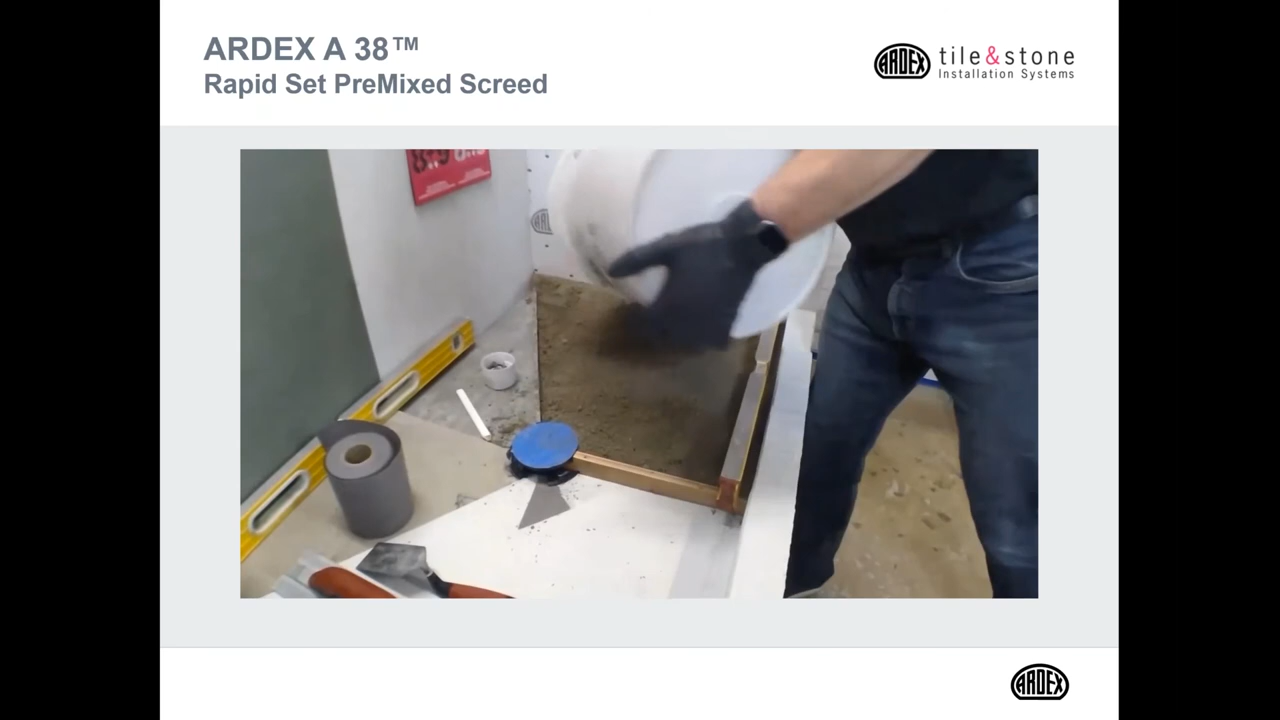 ARDEX A 38™
Rapid Set PreMixed Screed
ARDEX
tile&stone
Installation Systems
ARDEX